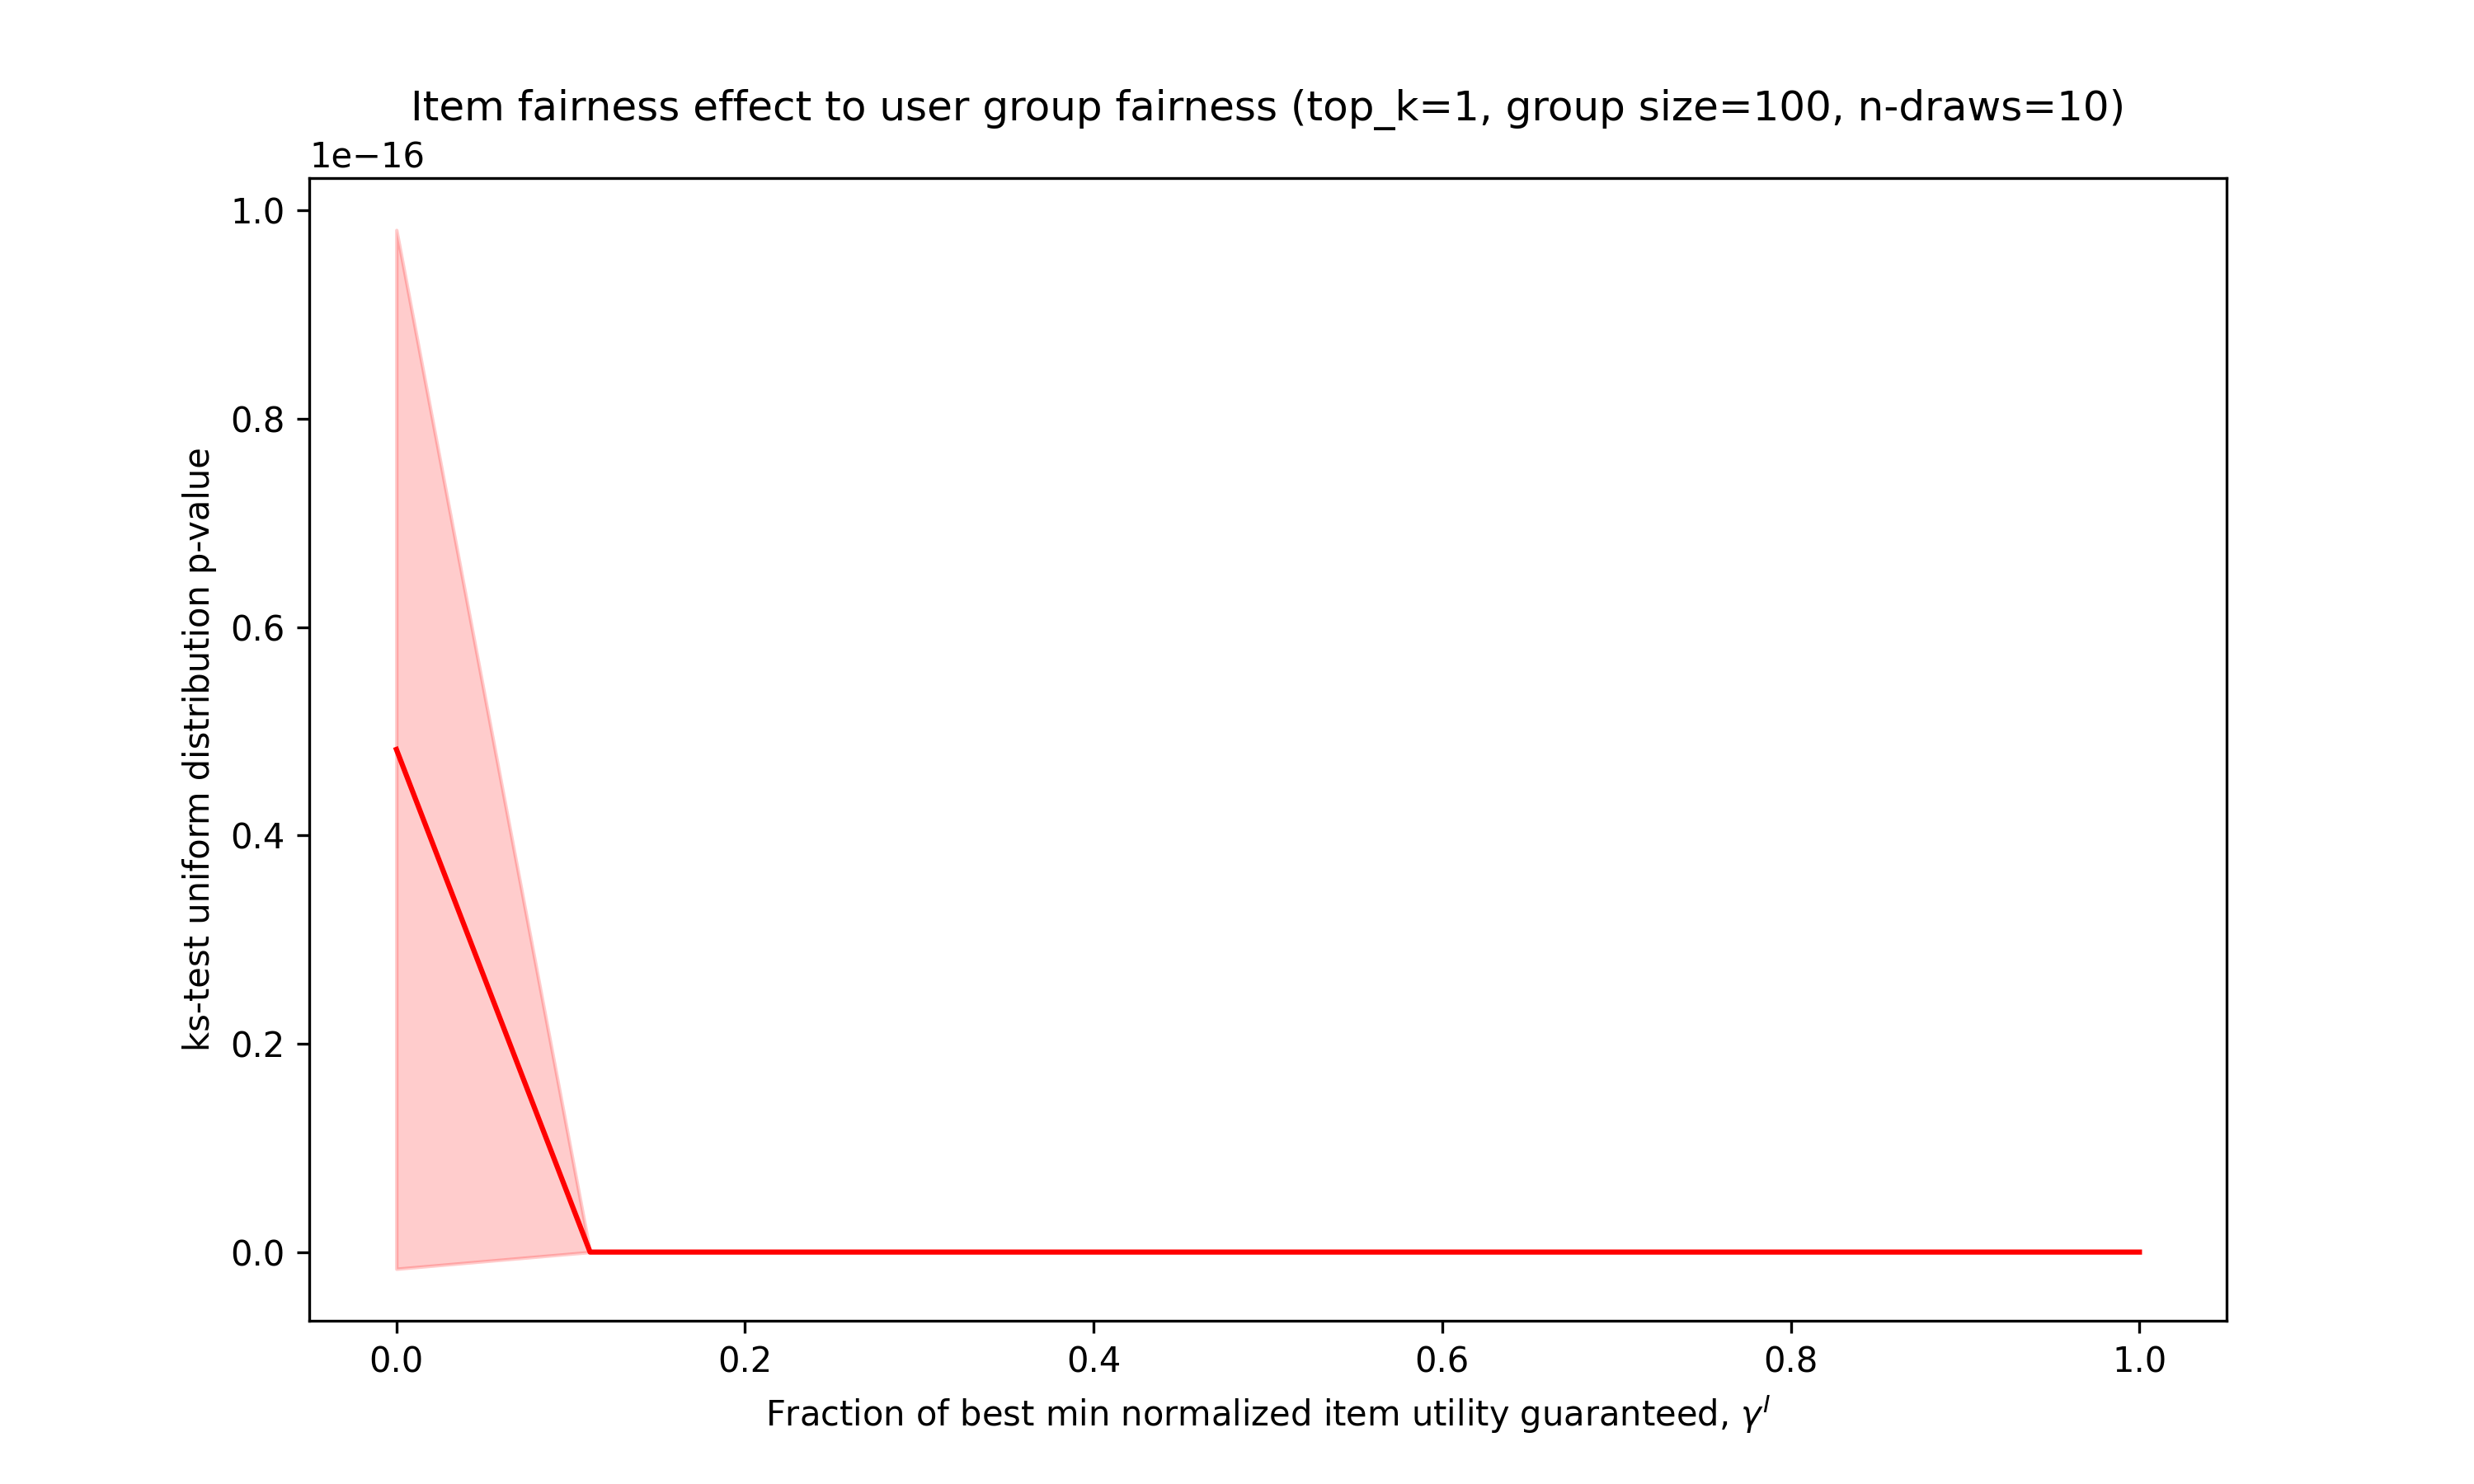 Item fairness effect to user group fairness (top_k=1, group size=100, n-draws=10)
1e−16
1.0
0.8
0.6
0.4
0.2
0.0
ks-test uniform distribution p-value
0.0 0.2 0.4 0.6 0.8 1.0
Fraction of best min normalized item utility guaranteed, γᴵ